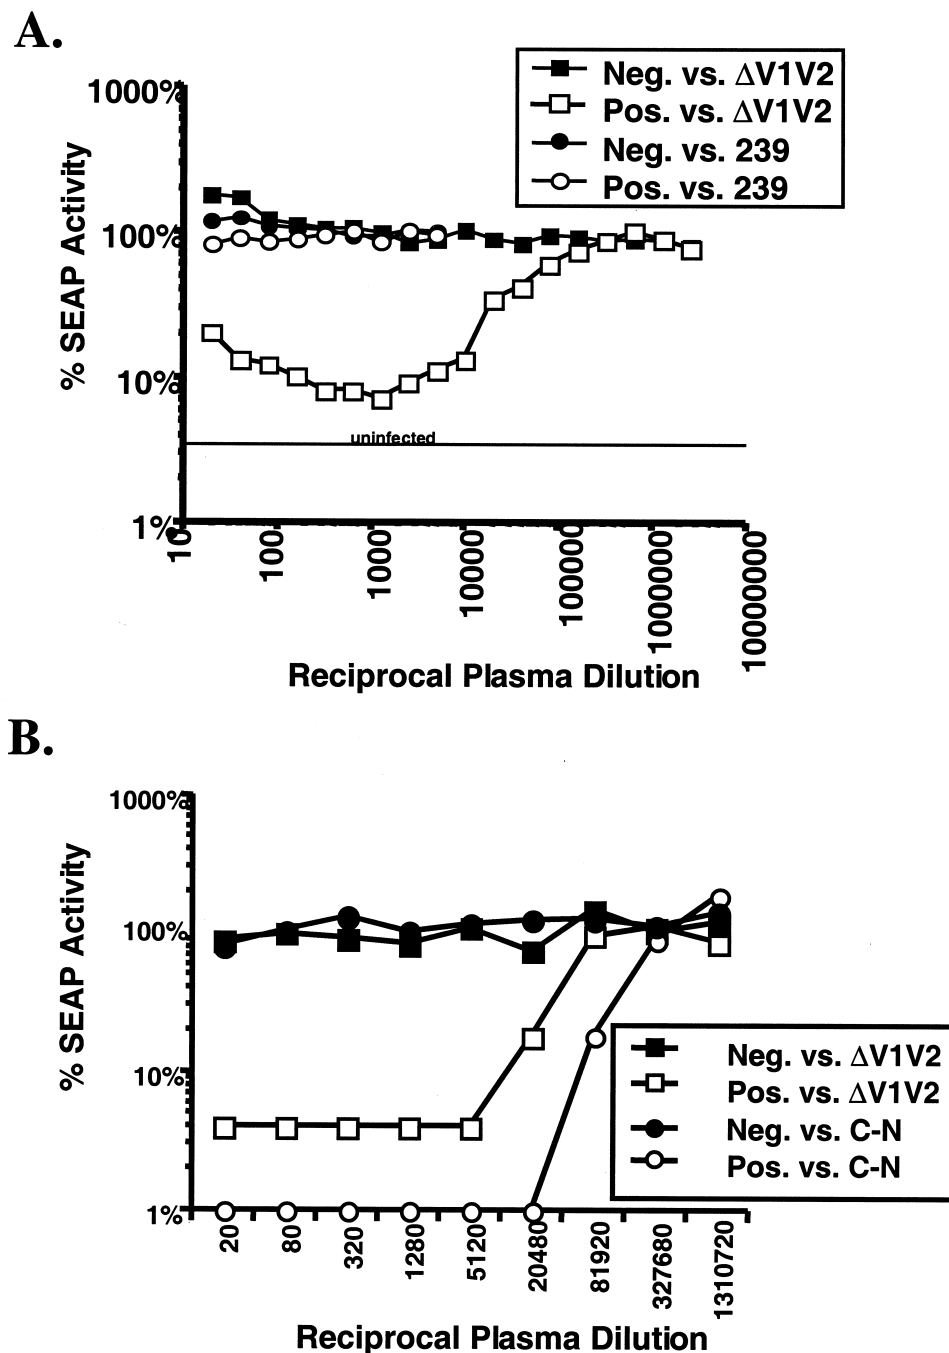 A.
Neg. vs. ΔV1V2
Pos. vs. ΔV1V2
Neg. vs. 239
Pos. vs. 239
% SEAP Activity
1000%
100%
10%
1%
uninfected
10
100
1000
10000
100000
1000000
10000000
Reciprocal Plasma Dilution
B.
% SEAP Activity
1000%
100%
10%
1%
Neg. vs. ΔV1V2
Pos. vs. ΔV1V2
Neg. vs. C-N
Pos. vs. C-N
20
80
320
1280
5120
20480
81920
327680
1310720
Reciprocal Plasma Dilution